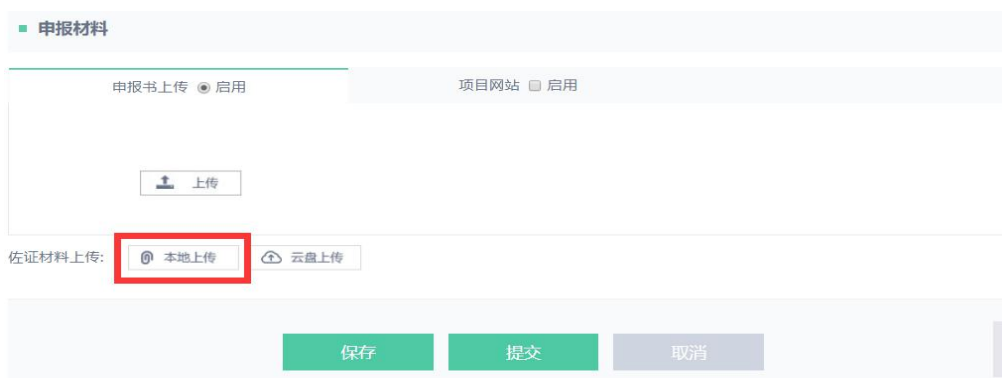 申报材料
申报书上传 启用 项目网站 启用
上传
佐证材料上传: 本地上传 云盘上传
保存 提交 取消